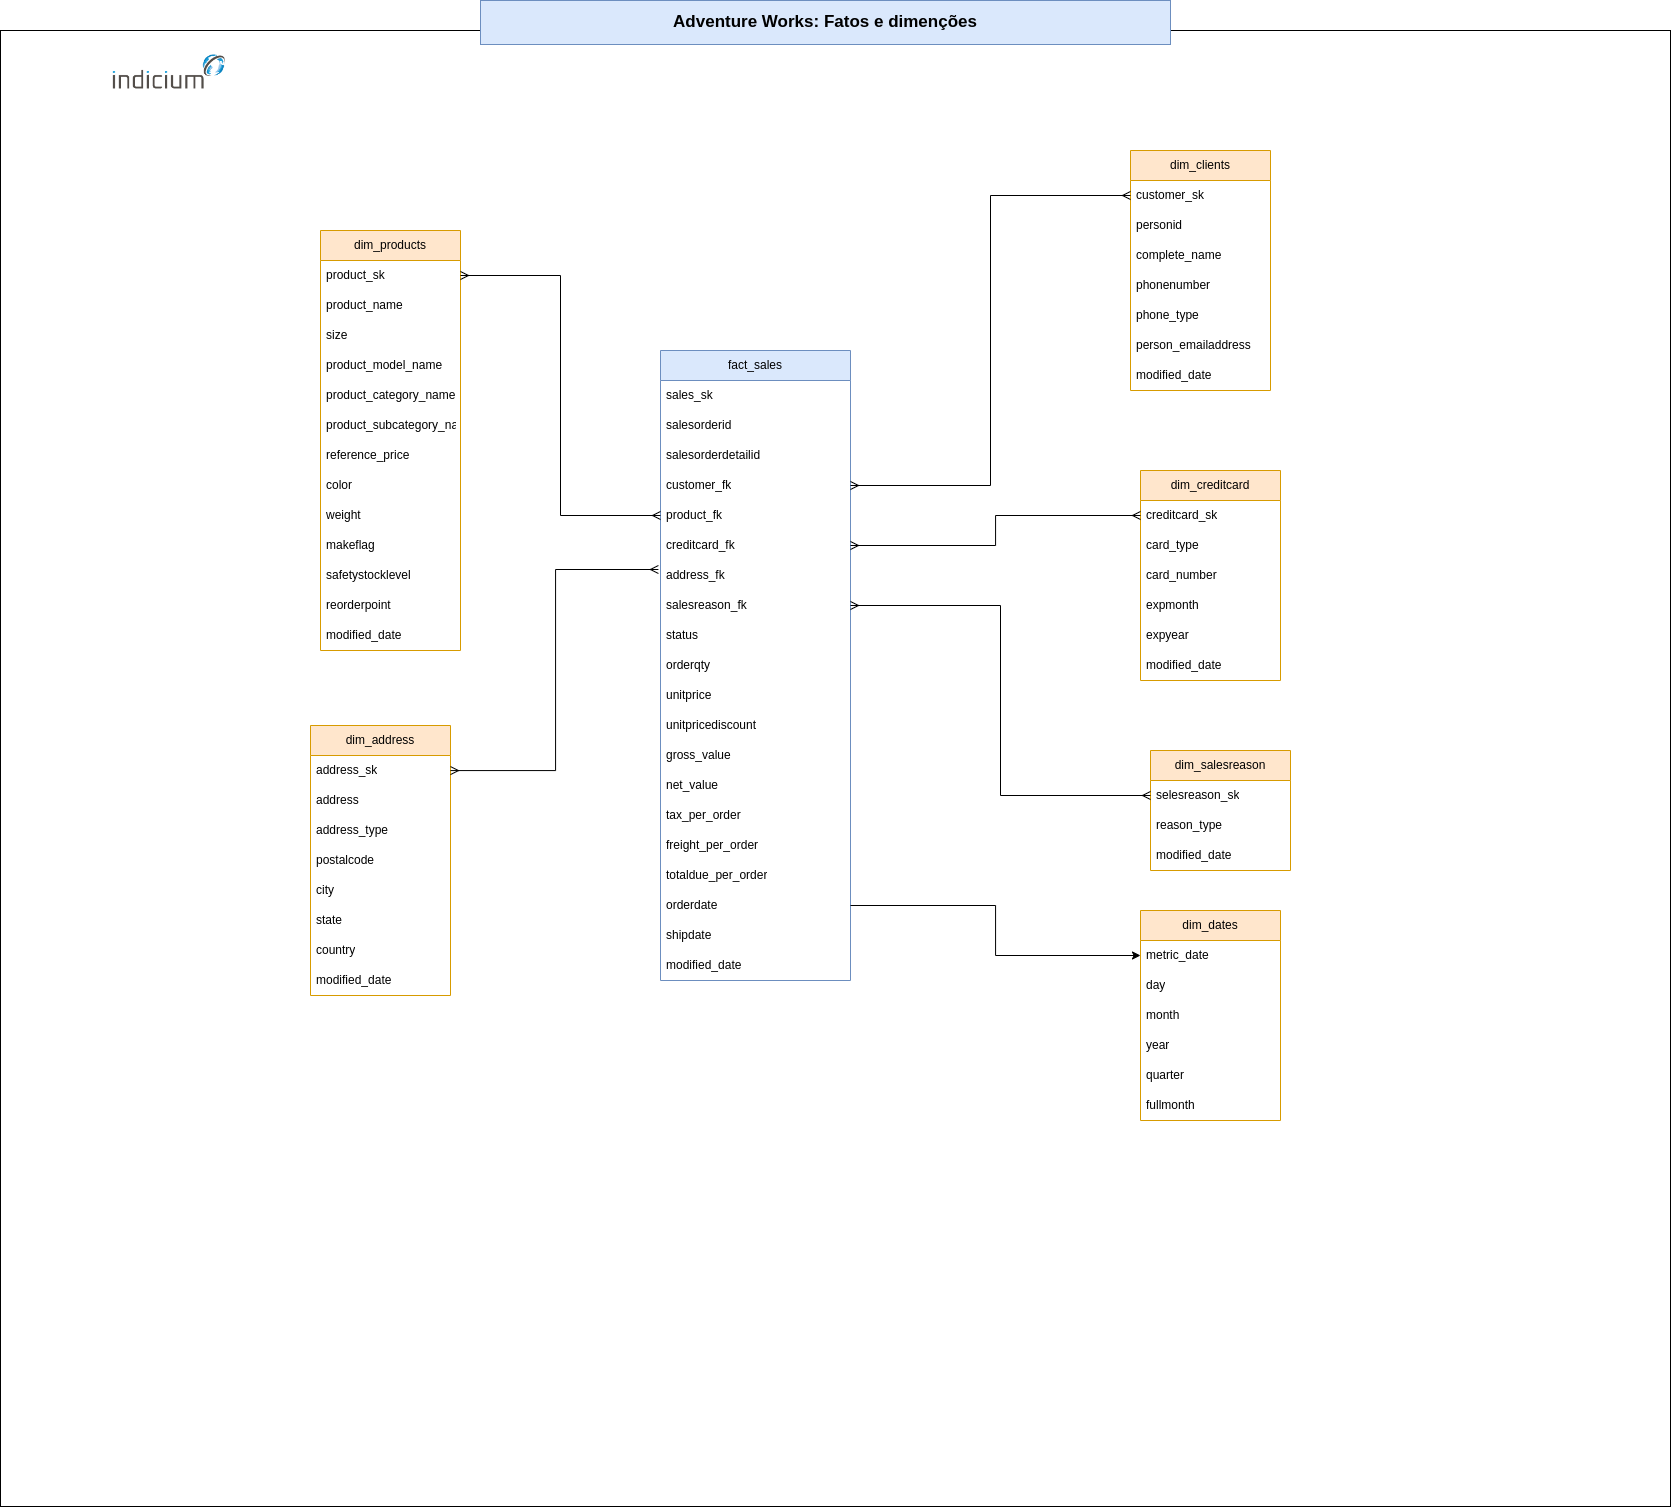 Adventure Works: Fatos e dimenções
indicium
dim_clients
customer_sk
personid
complete_name
phonenumber
phone_type
person_emailaddress
modified_date
dim_products
product_sk
product_name
size
product_model_name
product_category_name
product_subcategory_na
reference_price
color
weight
makeflag
safetystocklevel
reorderpoint
modified_date
fact_sales
sales_sk
salesorderid
salesorderdetailid
customer_fk
product_fk
creditcard_fk
address_fk
salesreason_fk
status
orderqty
unitprice
unitpricediscount
gross_value
net_value
tax_per_order
freight_per_order
totaldue_per_order
orderdate
shipdate
modified_date
dim_creditcard
creditcard_sk
card_type
card_number
expmonth
expyear
modified_date
dim_address
address_sk
address
address_type
postalcode
city
state
country
modified_date
dim_salesreason
selesreason_sk
reason_type
modified_date
dim_dates
metric_date
day
month
year
quarter
fullmonth